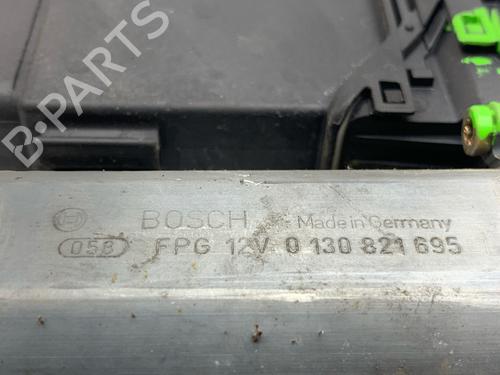 B-PARTS
BOSCH Made in Germany
058 FPG 12V 0 130 821 695